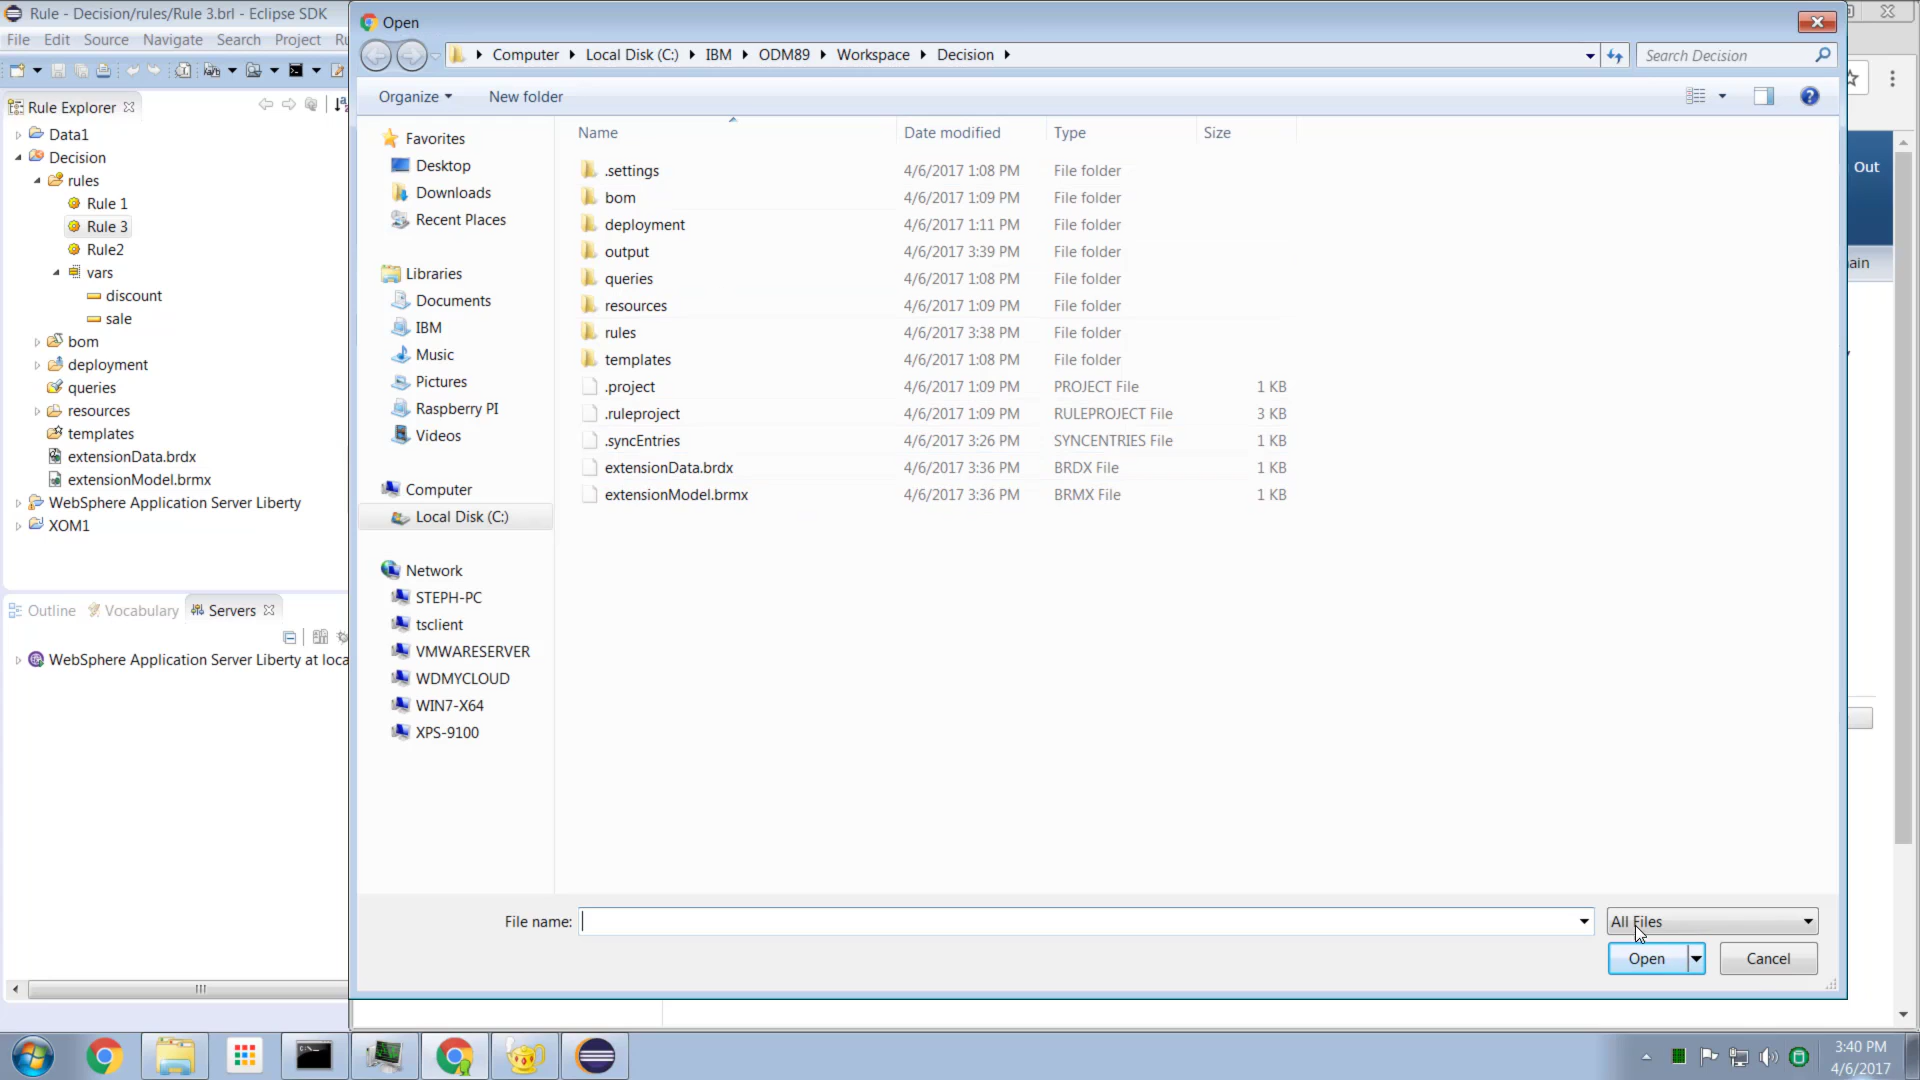 Rule - Decision/rules/Rule 3.brl - Eclipse SDK
File Edit Source Navigate Search Project Ru
Rule Explorer
Data1
Decision
rules
Rule 1
Rule 3
Rule2
vars
discount
sale
bom
deployment
queries
resources
templates
extensionData.brdx
extensionModel.brmx
WebSphere Application Server Liberty
XOM1
Outline Vocabulary Servers
WebSphere Application Server Liberty at loca
Open
Computer Local Disk (C:) IBM ODM89 Workspace Decision
Search Decision
Organize New folder
Favorites
Desktop
Downloads
Recent Places
Libraries
Documents
IBM
Music
Pictures
Raspberry PI
Videos
Computer
Local Disk (C:)
Network
STEPH-PC
tsclient
VMWARESERVER
WDMYCLOUD
WIN7-X64
XPS-9100
Name Date modified Type Size
.settings 4/6/2017 1:08 PM File folder
bom 4/6/2017 1:09 PM File folder
deployment 4/6/2017 1:11 PM File folder
output 4/6/2017 3:39 PM File folder
queries 4/6/2017 1:08 PM File folder
resources 4/6/2017 1:09 PM File folder
rules 4/6/2017 3:38 PM File folder
templates 4/6/2017 1:08 PM File folder
.project 4/6/2017 1:09 PM PROJECT File 1 KB
.ruleproject 4/6/2017 1:09 PM RULEPROJECT File 3 KB
.syncEntries 4/6/2017 3:26 PM SYNCENTRIES File 1 KB
extensionData.brdx 4/6/2017 3:36 PM BRDX File 1 KB
extensionModel.brmx 4/6/2017 3:36 PM BRMX File 1 KB
File name:
All Files
Open Cancel
Out
ain
3:40 PM
4/6/2017